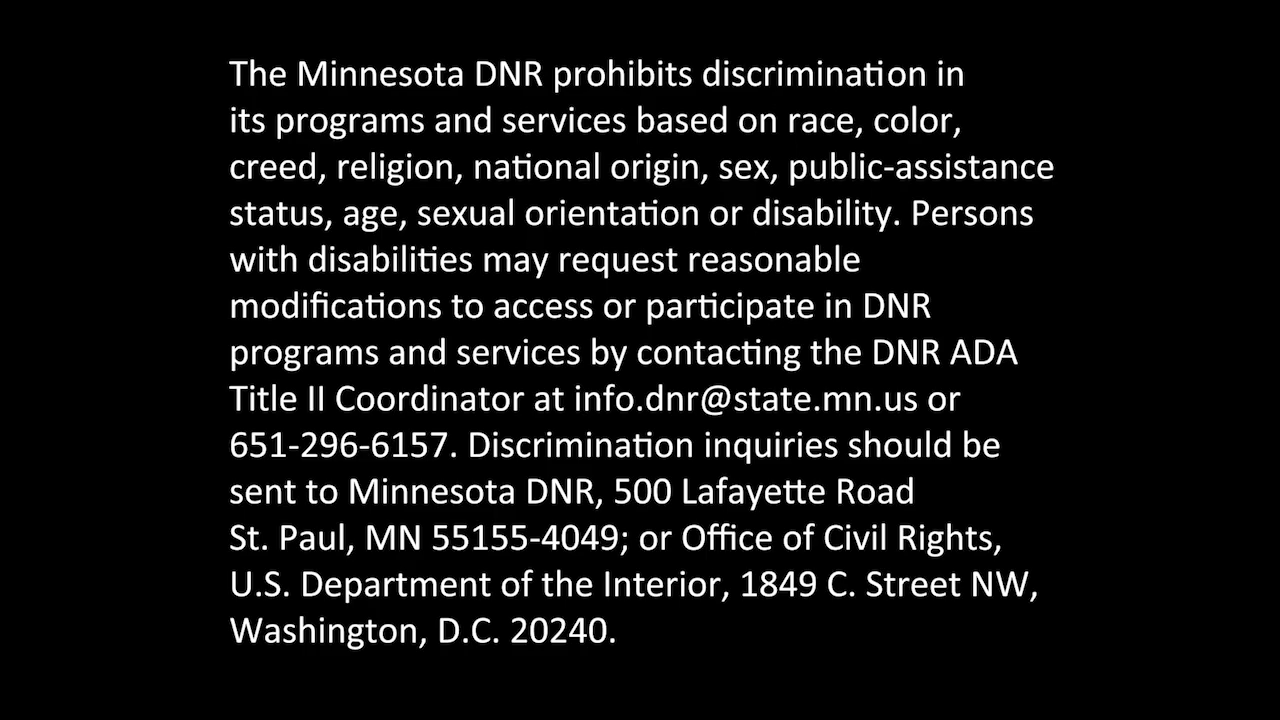 The Minnesota DNR prohibits discrimination in
its programs and services based on race, color,
creed, religion, national origin, sex, public-assistance
status, age, sexual orientation or disability. Persons
with disabilities may request reasonable
modifications to access or participate in DNR
programs and services by contacting the DNR ADA
Title II Coordinator at info.dnr@state.mn.us or
651-296-6157. Discrimination inquiries should be
sent to Minnesota DNR, 500 Lafayette Road
St. Paul, MN 55155-4049; or Office of Civil Rights,
U.S. Department of the Interior, 1849 C. Street NW,
Washington, D.C. 20240.